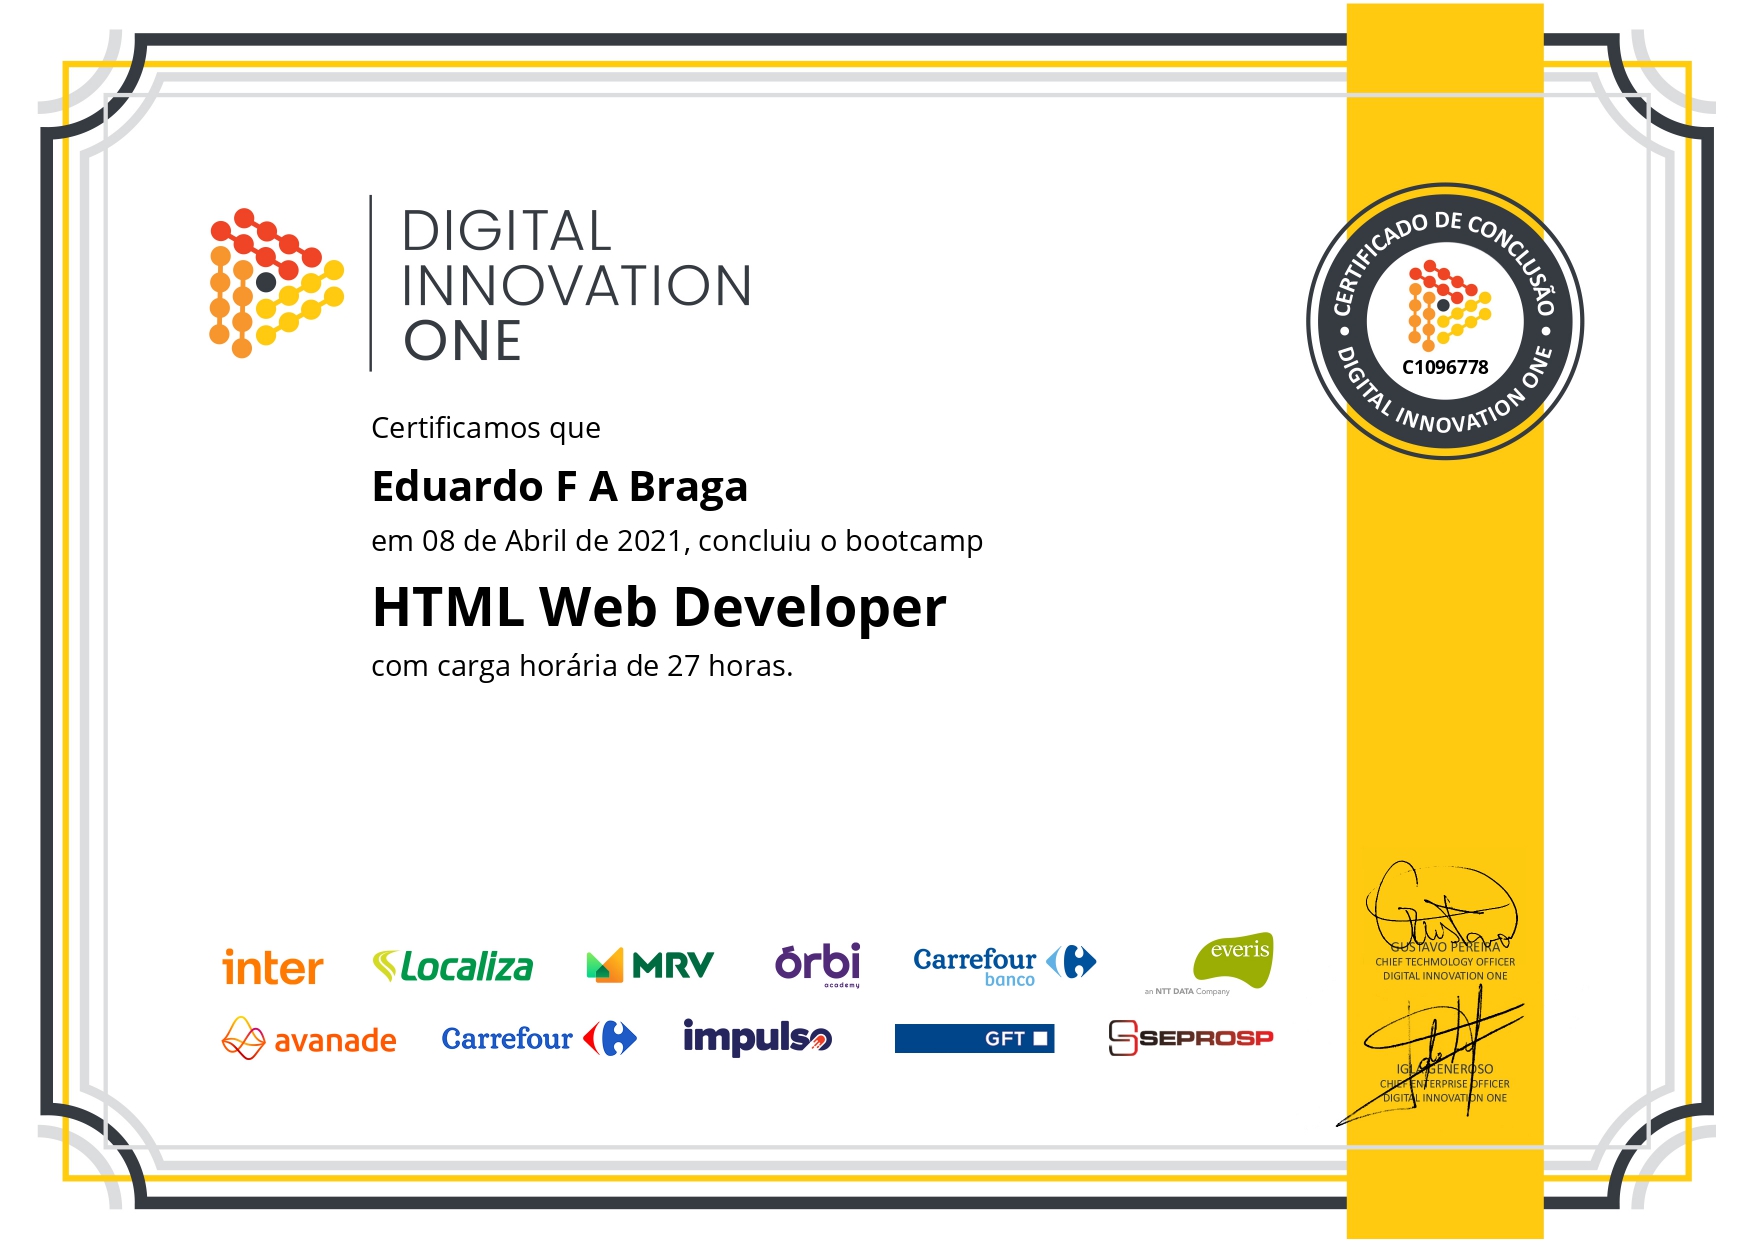 DIGITAL
INNOVATION
ONE
CERTIFICADO DE CONCLUSÃO
C1096778
DIGITAL INNOVATION ONE
Certificamos que
Eduardo F A Braga
em 08 de Abril de 2021, concluiu o bootcamp
HTML Web Developer
com carga horária de 27 horas.
inter
Localiza
MRV
órbi
academy
Carrefour
banco
everis
an NTT DATA Company
avanade
Carrefour
impulso
GFT
SEPROSP
GUSTAVO PEREIRA
CHIEF TECHNOLOGY OFFICER
DIGITAL INNOVATION ONE
IGLÁ GENEROSO
CHIEF ENTERPRISE OFFICER
DIGITAL INNOVATION ONE